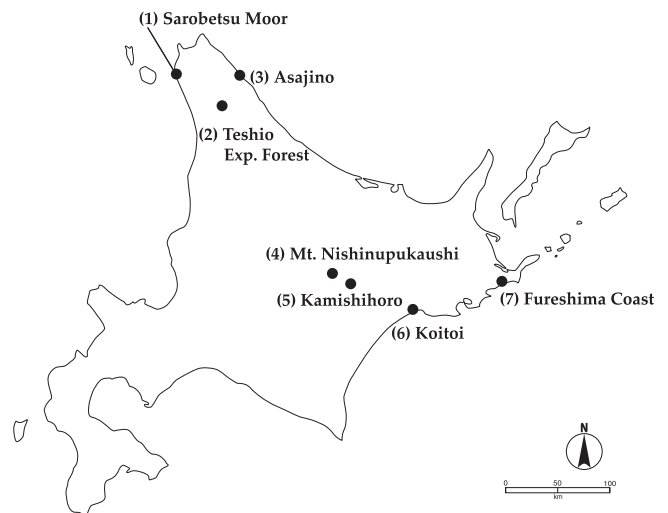 (1) Sarobetsu Moor
(3) Asajino
(2) Teshio
Exp. Forest
(4) Mt. Nishinupukaushi
(5) Kamishihoro
(7) Fureshima Coast
(6) Koitoi
N
0 50 100
km